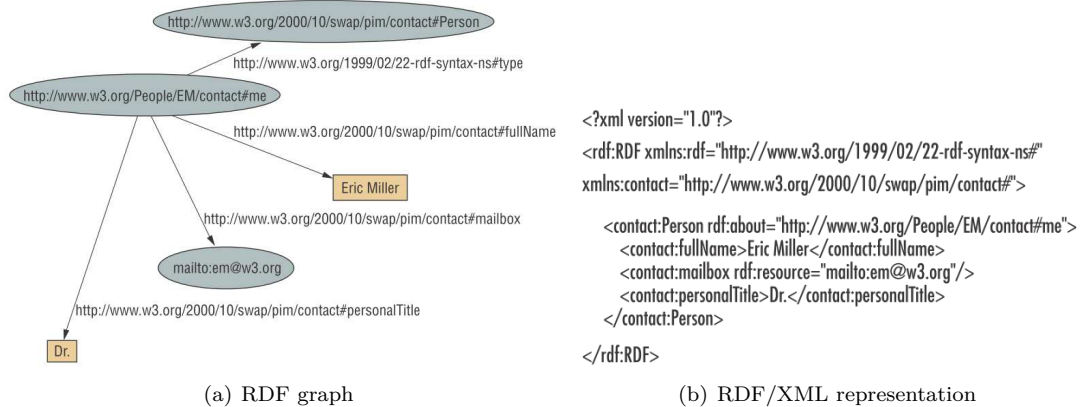 http://www.w3.org/2000/10/swap/pim/contact#Person
http://www.w3.org/1999/02/22-rdf-syntax-ns#type
http://www.w3.org/People/EM/contact#me
http://www.w3.org/2000/10/swap/pim/contact#fullName
Eric Miller
http://www.w3.org/2000/10/swap/pim/contact#mailbox
mailto:em@w3.org
http://www.w3.org/2000/10/swap/pim/contact#personalTitle
Dr.
(a) RDF graph
<?xml version="1.0"?>
<rdf:RDF xmlns:rdf="http://www.w3.org/1999/02/22-rdf-syntax-ns#"
xmlns:contact="http://www.w3.org/2000/10/swap/pim/contact#">
<contact:Person rdf:about="http://www.w3.org/People/EM/contact#me">
<contact:fullName>Eric Miller</contact:fullName>
<contact:mailbox rdf:resource="mailto:em@w3.org"/>
<contact:personalTitle>Dr.</contact:personalTitle>
</contact:Person>
</rdf:RDF>
(b) RDF/XML representation